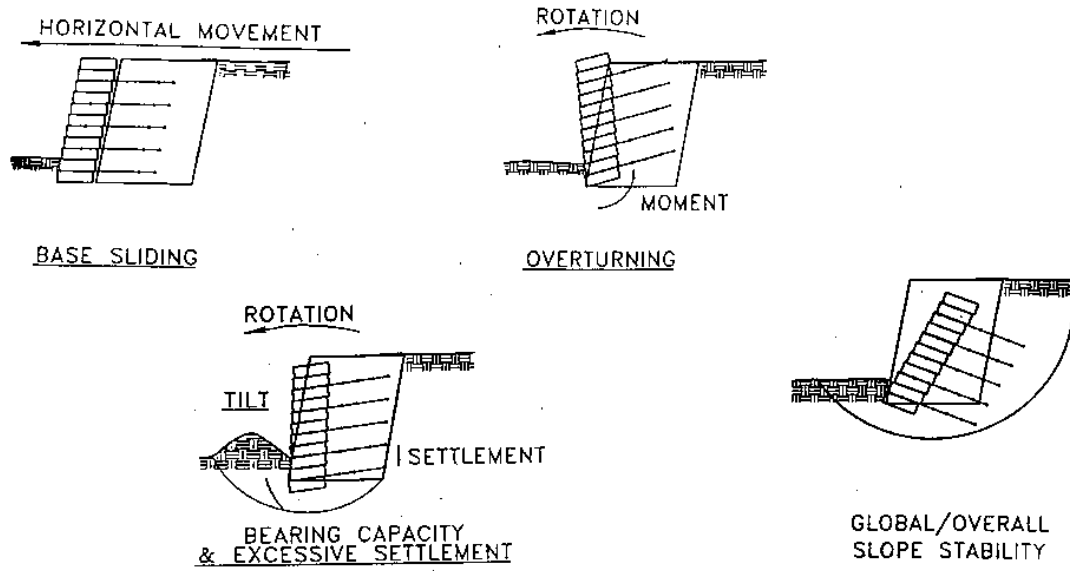 HORIZONTAL MOVEMENT
BASE SLIDING
ROTATION
MOMENT
OVERTURNING
ROTATION
TILT
SETTLEMENT
BEARING CAPACITY
& EXCESSIVE SETTLEMENT
GLOBAL/OVERALL
SLOPE STABILITY